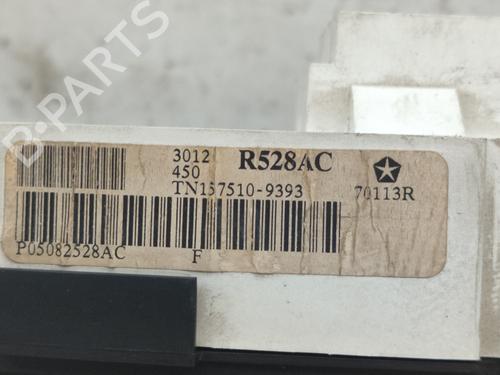 B-PARTS
3012 R528AC
450
TN157510-9393 70113R
P05082528AC F